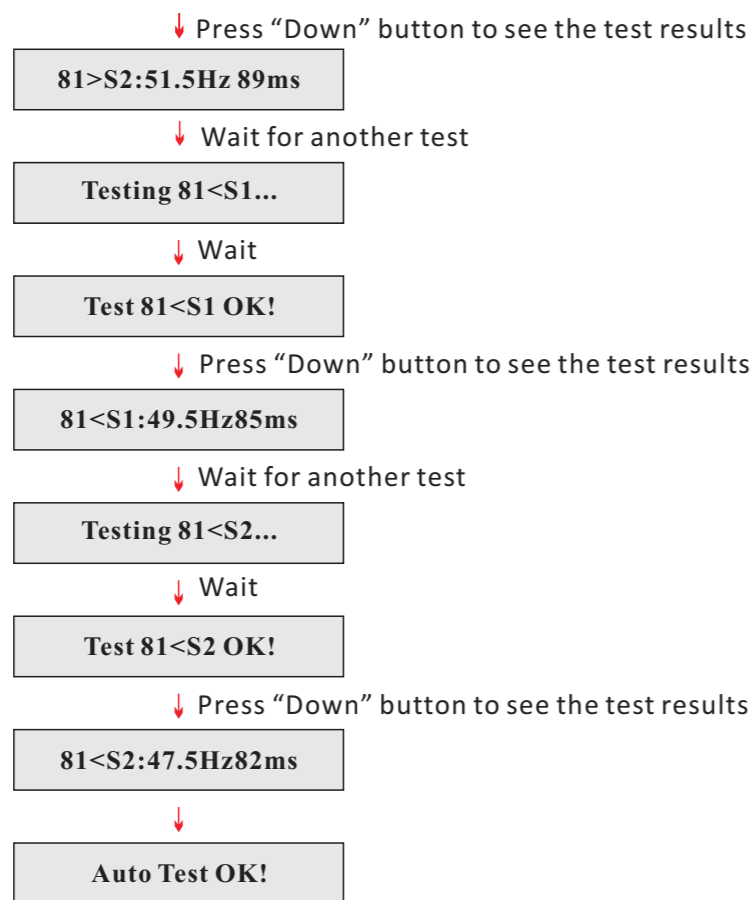 Press “Down” button to see the test results
81>S2:51.5Hz 89ms
Wait for another test
Testing 81<S1...
Wait
Test 81<S1 OK!
Press “Down” button to see the test results
81<S1:49.5Hz85ms
Wait for another test
Testing 81<S2...
Wait
Test 81<S2 OK!
Press “Down” button to see the test results
81<S2:47.5Hz82ms
Auto Test OK!